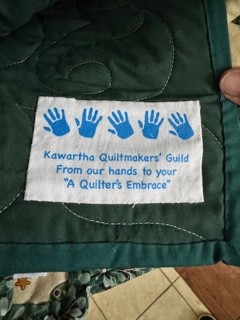 Kawartha Quiltmakers' Guild
From our hands to your
"A Quilter's Embrace"